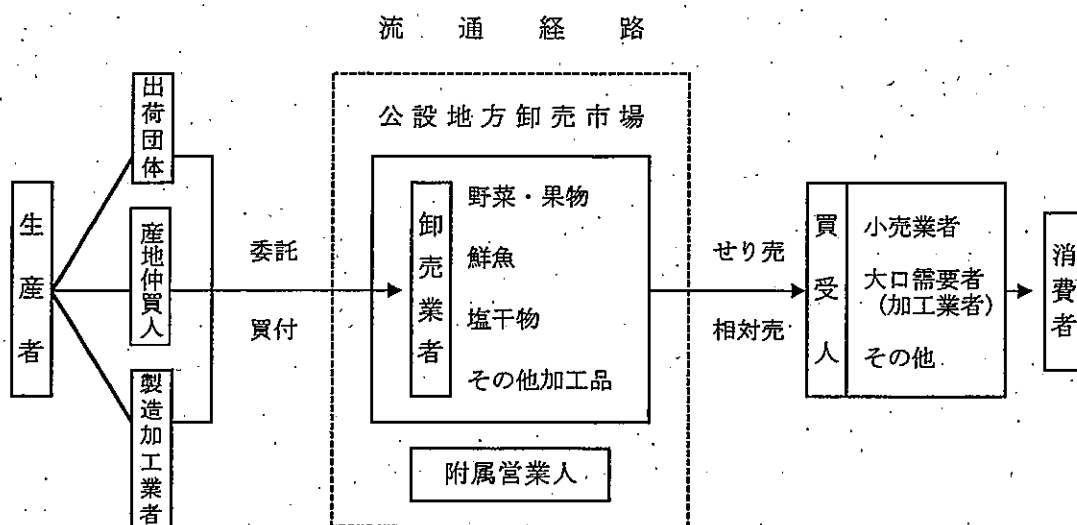 流通経路
公設地方卸売市場
生産者
出荷団体
産地仲買人
製造加工業者
委託
買付
卸売業者
野菜・果物
鮮魚
塩干物
その他加工品
附属営業人
せり売
相対売
買受人
小売業者
大口需要者
（加工業者）
その他
消費者